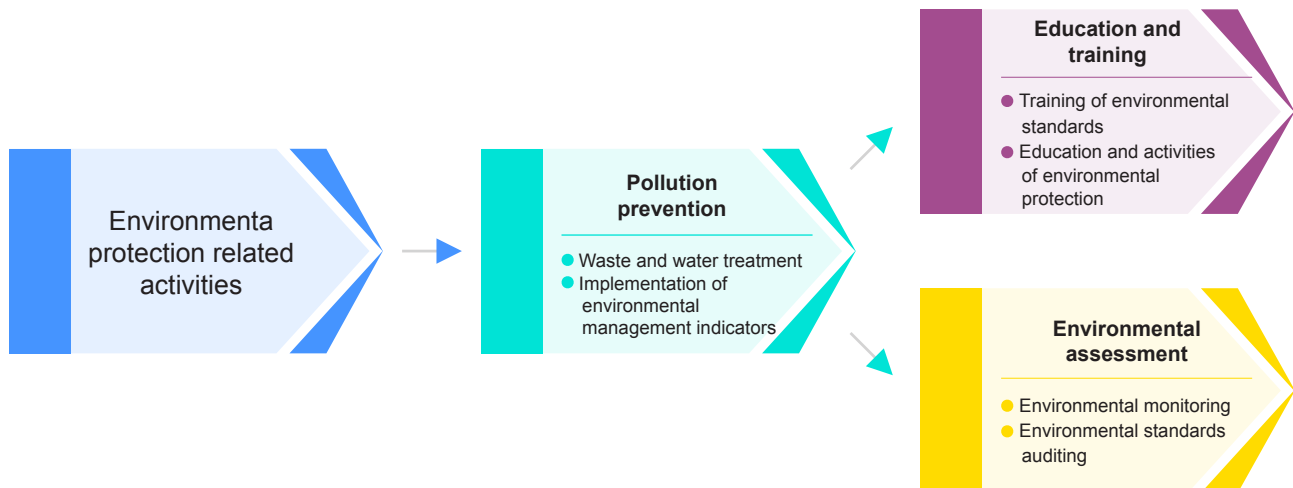 Environmenta
protection related
activities
Pollution
prevention
Waste and water treatment
Implementation of
environmental
management indicators
Education and
training
Training of environmental
standards
Education and activities
of environmental
protection
Environmental
assessment
Environmental monitoring
Environmental standards
auditing